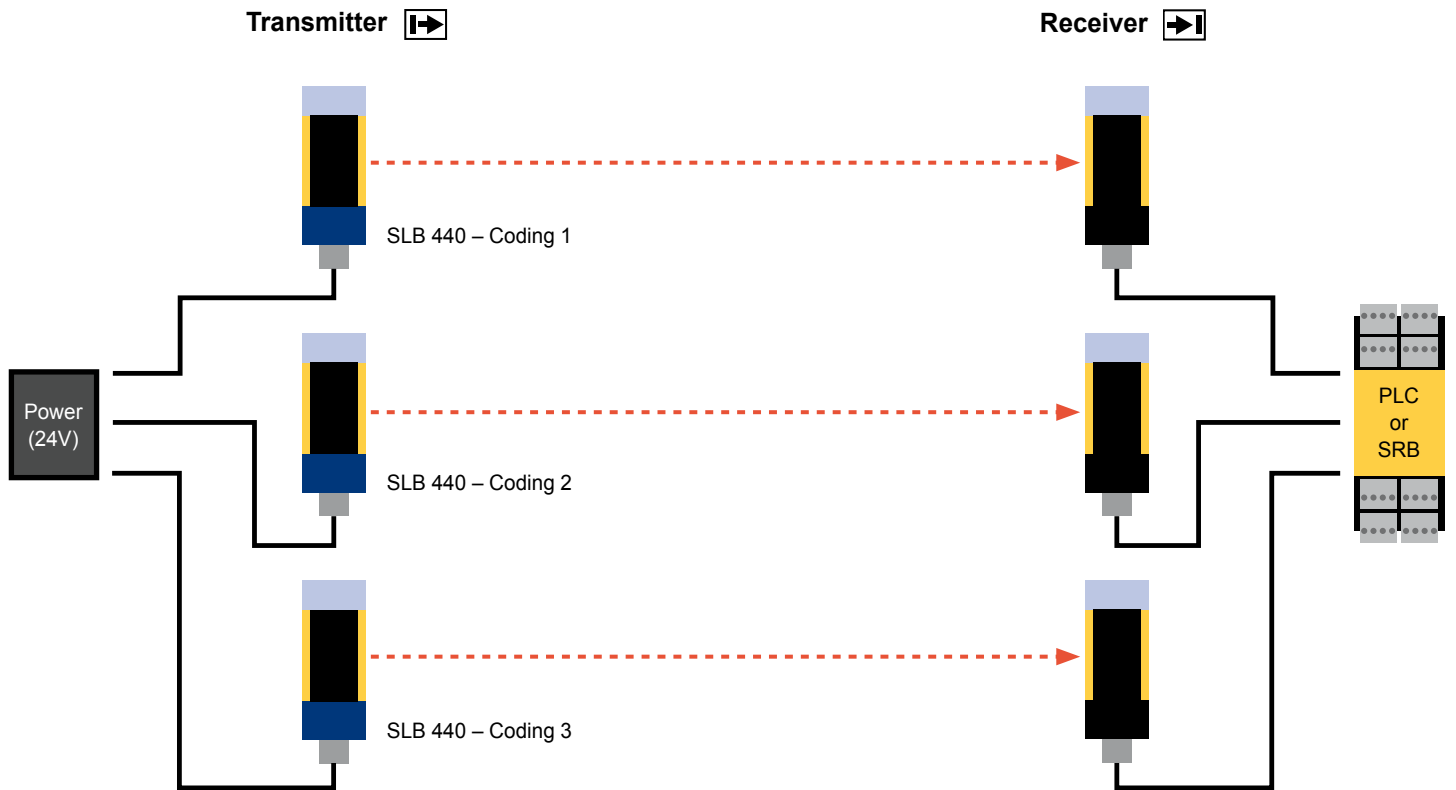 Transmitter
Receiver
SLB 440 – Coding 1
Power
(24V)
SLB 440 – Coding 2
PLC
or
SRB
SLB 440 – Coding 3